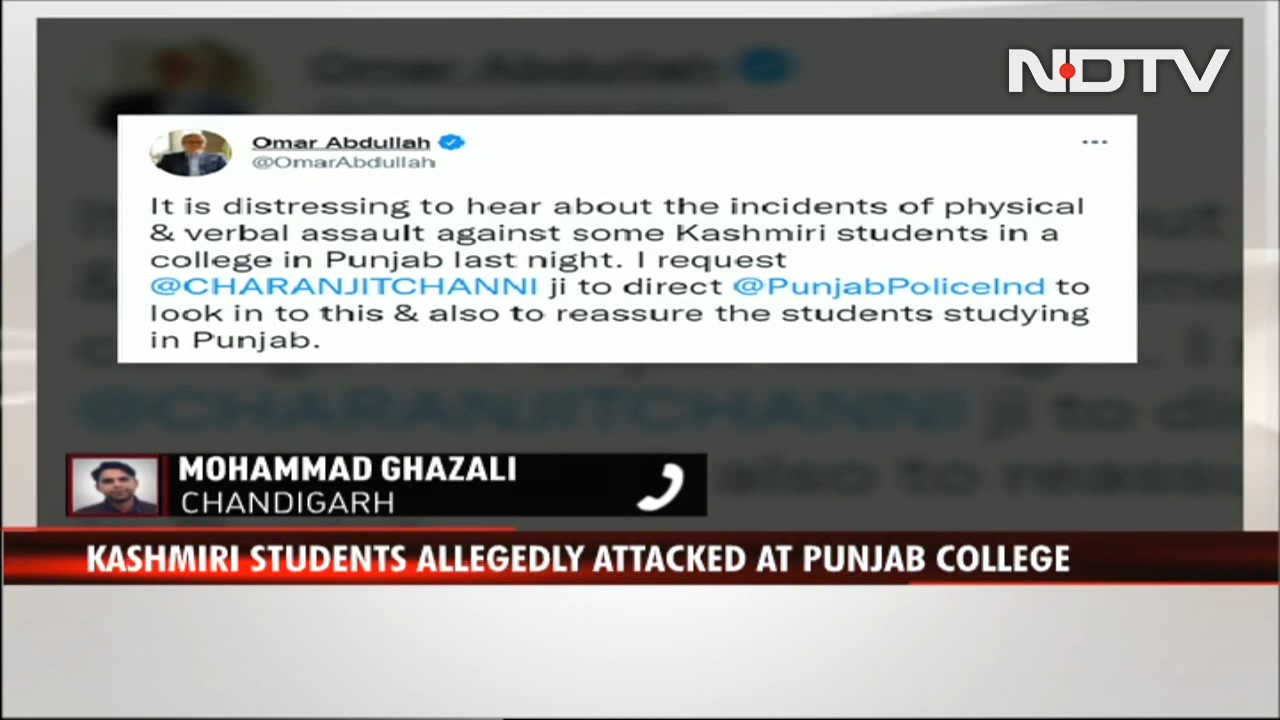 NDTV
Omar Abdullah
@OmarAbdullah
It is distressing to hear about the incidents of physical
& verbal assault against some Kashmiri students in a
college in Punjab last night. I request
@CHARANJITCHANNI ji to direct @PunjabPoliceInd to
look in to this & also to reassure the students studying
in Punjab.
MOHAMMAD GHAZALI
CHANDIGARH
KASHMIRI STUDENTS ALLEGEDLY ATTACKED AT PUNJAB COLLEGE